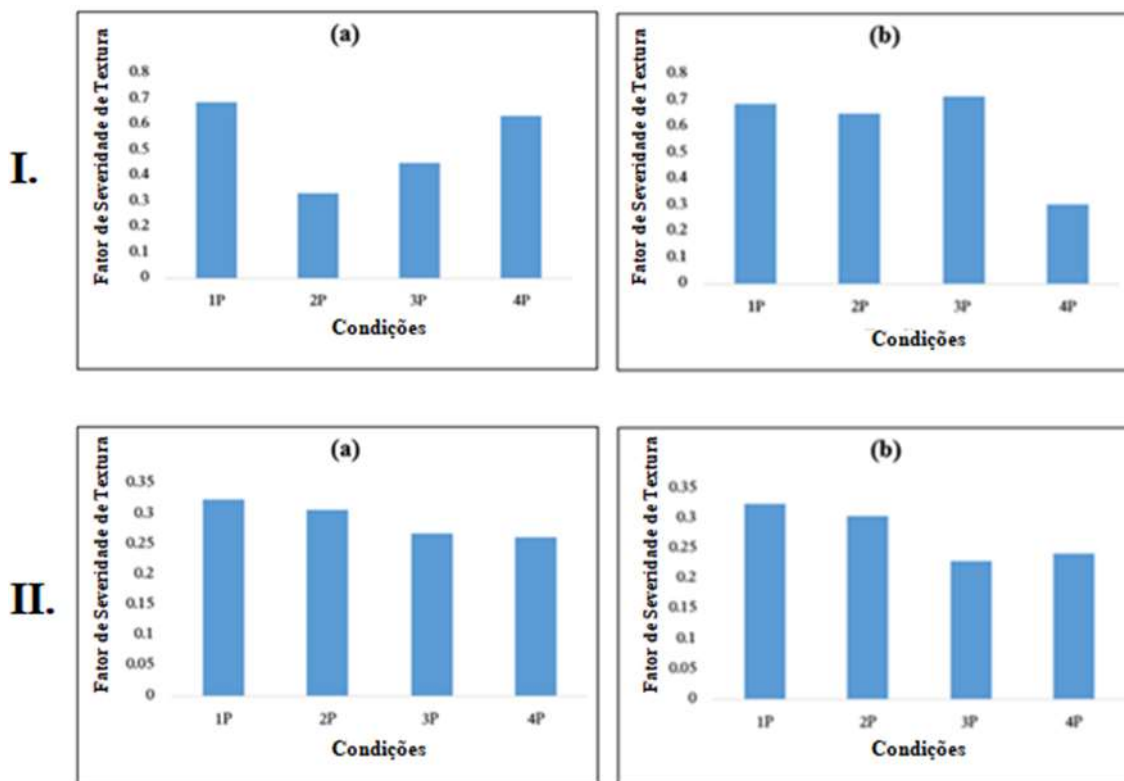 I.
(a)
Fator de Severidade de Textura
0.8
0.7
0.6
0.5
0.4
0.3
0.2
0.1
0
1P 2P 3P 4P
Condições
(b)
Fator de Severidade de Textura
0.8
0.7
0.6
0.5
0.4
0.3
0.2
0.1
0
1P 2P 3P 4P
Condições
II.
(a)
Fator de Severidade de Textura
0.35
0.3
0.25
0.2
0.15
0.1
0.05
0
1P 2P 3P 4P
Condições
(b)
Fator de Severidade de Textura
0.35
0.3
0.25
0.2
0.15
0.1
0.05
0
1P 2P 3P 4P
Condições